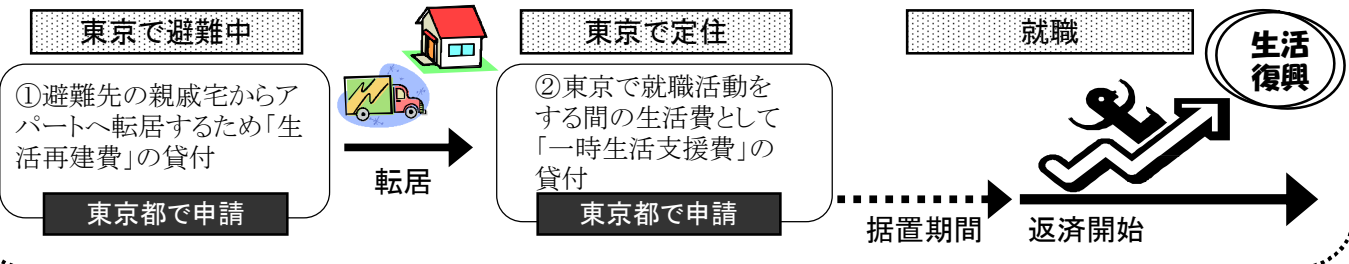 東京で避難中
①避難先の親戚宅からア
パートへ転居するため「生
活再建費」の貸付
東京都で申請
転居
東京で定住
②東京で就職活動を
する間の生活費として
「一時生活支援費」の
貸付
東京都で申請
据置期間
就職
返済開始
生活
復興